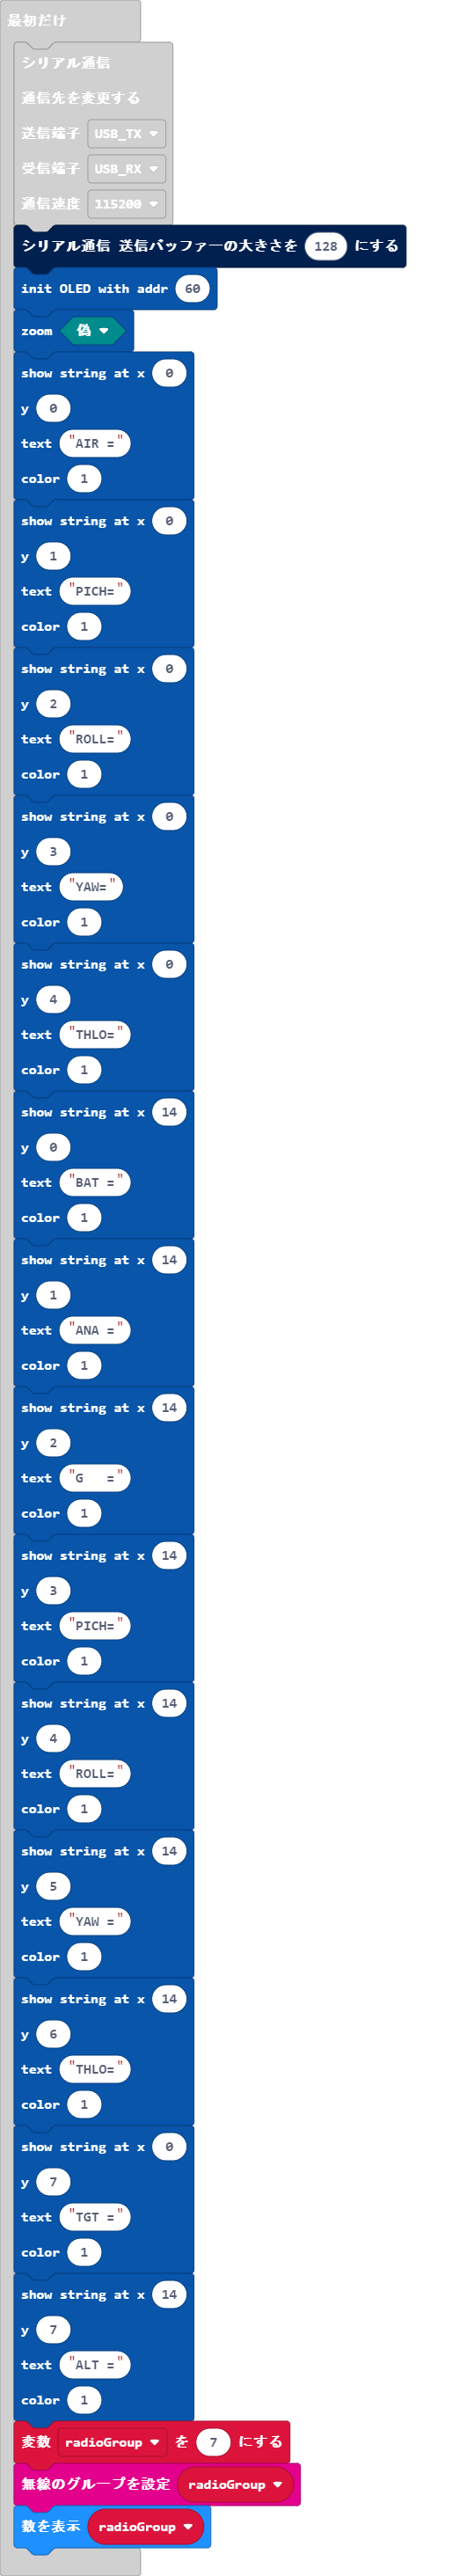 最初だけ
シリアル通信
通信先を変更する
送信端子 USB_TX
受信端子 USB_RX
通信速度 115200
シリアル通信 送信バッファーの大きさを 128 にする
init OLED with addr 60
zoom 偽
show string at x 0
y 0
text "AIR ="
color 1
show string at x 0
y 1
text "PICH="
color 1
show string at x 0
y 2
text "ROLL="
color 1
show string at x 0
y 3
text "YAW="
color 1
show string at x 0
y 4
text "THLO="
color 1
show string at x 14
y 0
text "BAT ="
color 1
show string at x 14
y 1
text "ANA ="
color 1
show string at x 14
y 2
text "G   ="
color 1
show string at x 14
y 3
text "PICH="
color 1
show string at x 14
y 4
text "ROLL="
color 1
show string at x 14
y 5
text "YAW ="
color 1
show string at x 14
y 6
text "THLO="
color 1
show string at x 0
y 7
text "TGT ="
color 1
show string at x 14
y 7
text "ALT ="
color 1
変数 radioGroup を 7 にする
無線のグループを設定 radioGroup
数を表示 radioGroup